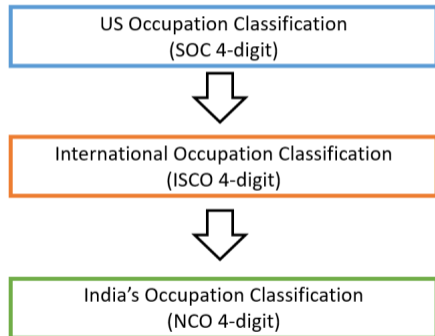 US Occupation Classification
(SOC 4-digit)
International Occupation Classification
(ISCO 4-digit)
India's Occupation Classification
(NCO 4-digit)